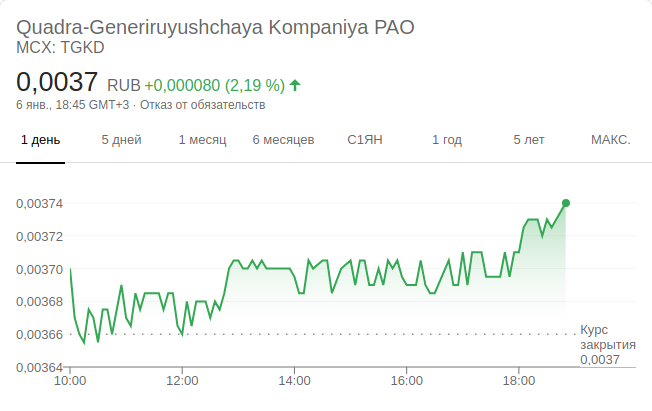 Quadra-Generiruyushchaya Kompaniya PAO
MCX: TGKD
0,0037 RUB +0,000080 (2,19 %)
6 янв., 18:45 GMT+3 · Отказ от обязательств
1 день 5 дней 1 месяц 6 месяцев С1ЯН 1 год 5 лет МАКС.
0,00374
0,00372
0,00370
0,00368
0,00366
0,00364
Курс
закрытия
0,0037
10:00 12:00 14:00 16:00 18:00